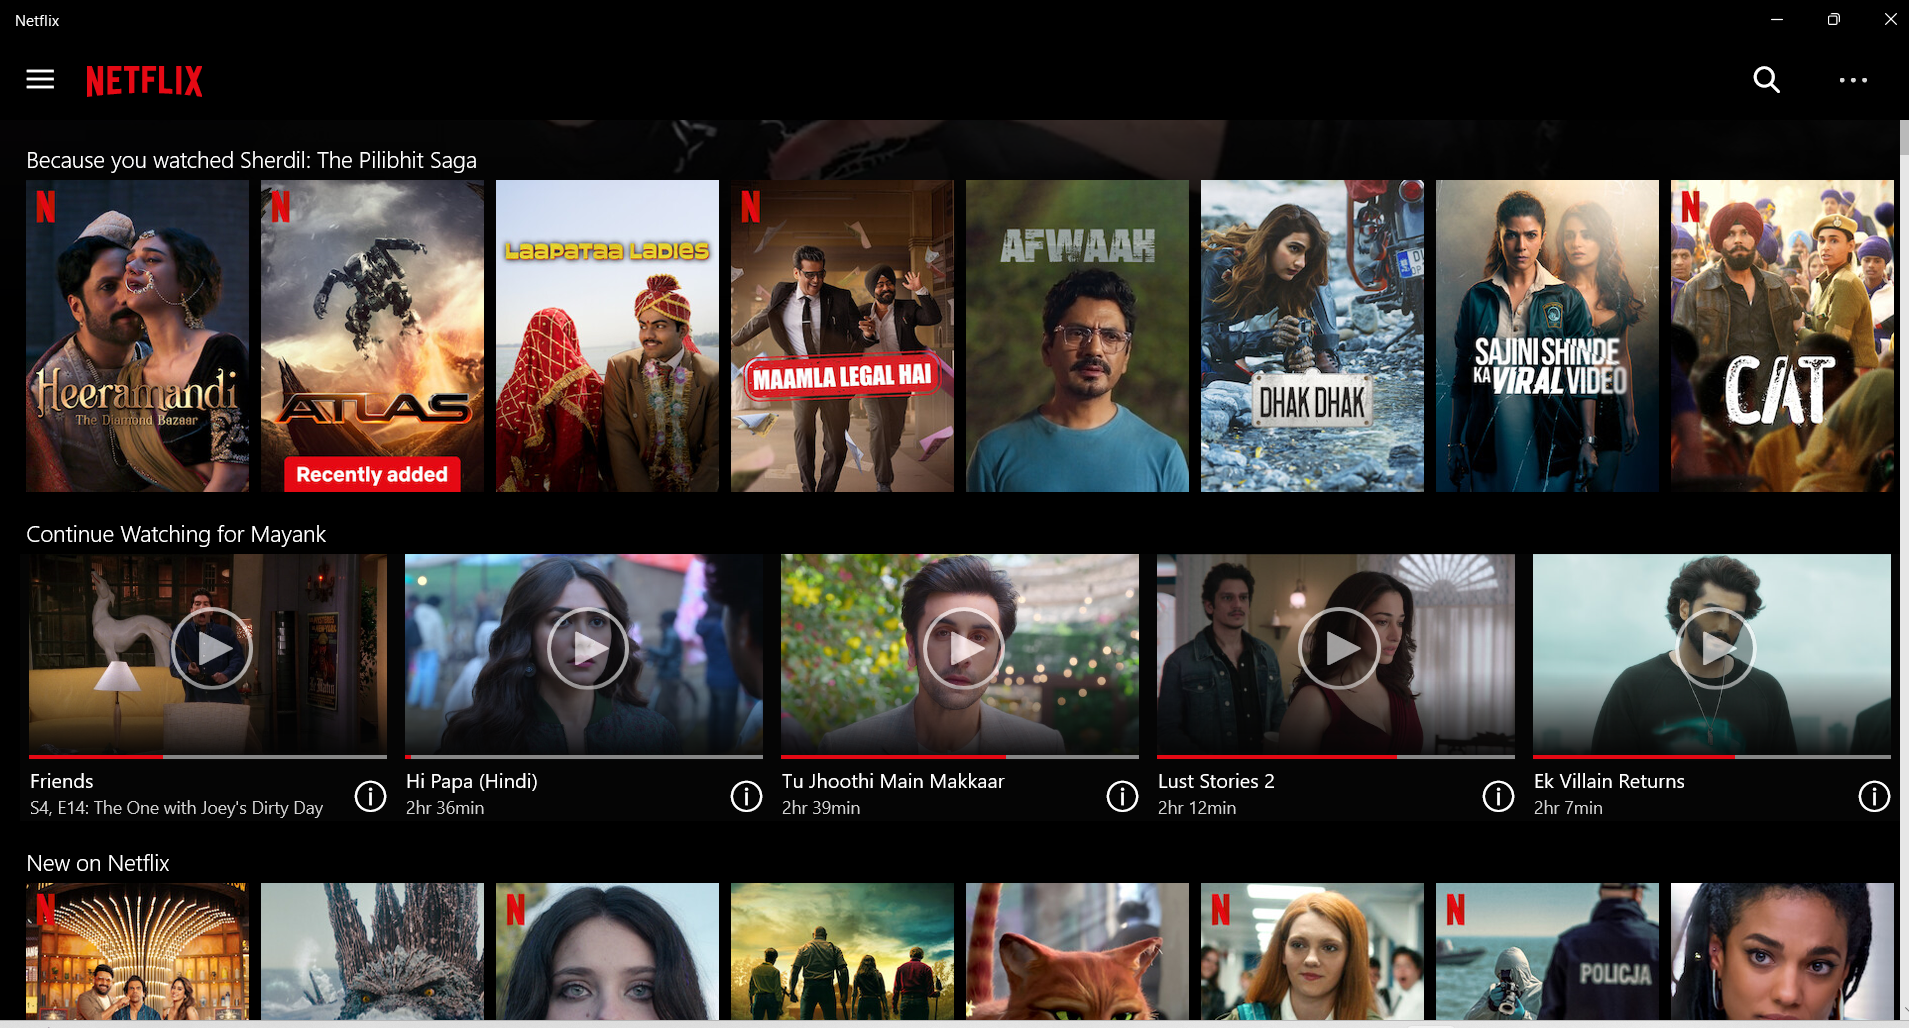 Netflix
NETFLIX
Because you watched Sherdil: The Pilibhit Saga
N
Heeramandi
The Diamond Bazaar
N
ATLAS
Recently added
LAAPATAA LADIES
N
MAAMLA LEGAL HAI
AFWAAH
DHAK DHAK
SAJINI SHINDE
KA VIRAL VIDEO
N
CAT
Continue Watching for Mayank
Friends
S4, E14: The One with Joey's Dirty Day
Hi Papa (Hindi)
2hr 36min
Tu Jhoothi Main Makkaar
2hr 39min
Lust Stories 2
2hr 12min
Ek Villain Returns
2hr 7min
New on Netflix
N
N
N
N
POLICJA